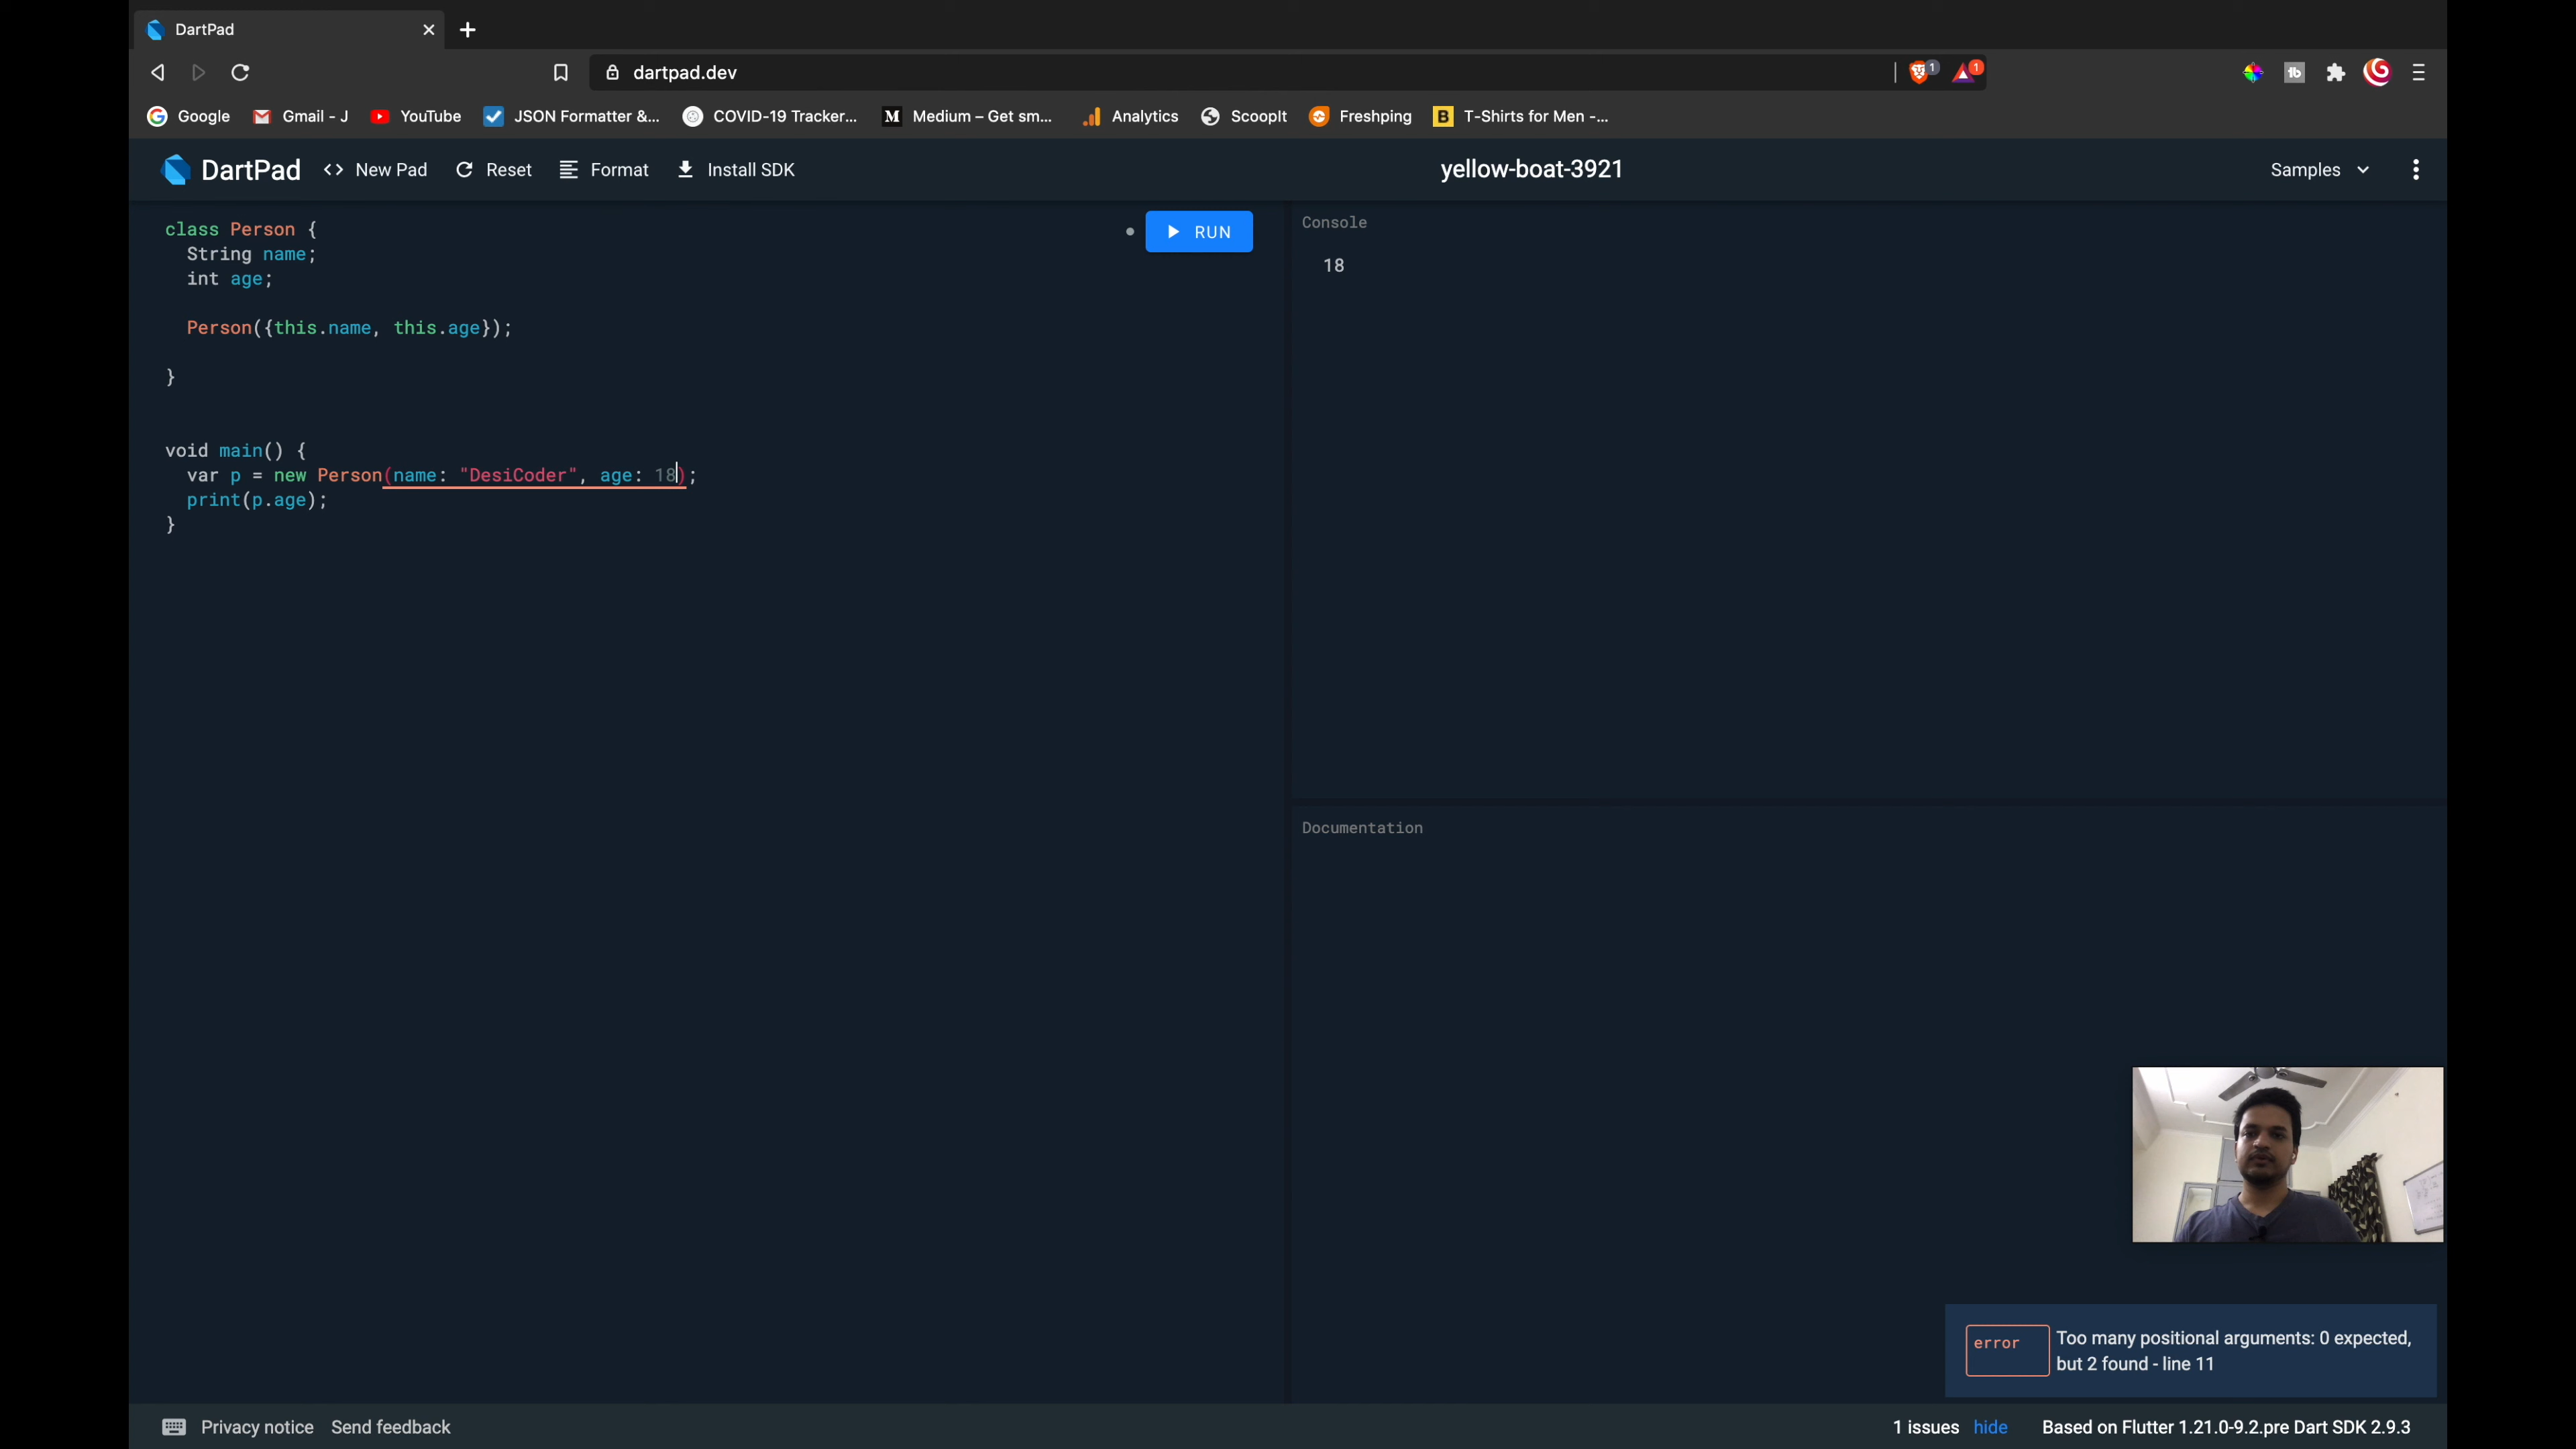 DartPad
dartpad.dev
1
1
Google Gmail - J YouTube JSON Formatter &... COVID-19 Tracker... M Medium – Get sm... Analytics ScoopIt Freshping B T-Shirts for Men -...
DartPad <> New Pad Reset Format Install SDK yellow-boat-3921 Samples
RUN
class Person {
String name;
int age;
Person({this.name, this.age});
}
void main() {
var p = new Person(name: "DesiCoder", age: 18);
print(p.age);
}
Console
18
Documentation
error Too many positional arguments: 0 expected,
but 2 found - line 11
Privacy notice Send feedback 1 issues hide Based on Flutter 1.21.0-9.2.pre Dart SDK 2.9.3